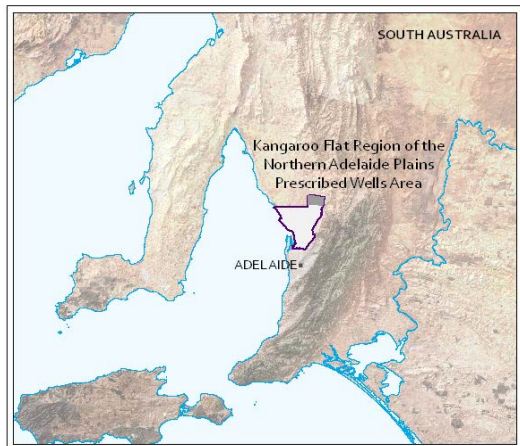 SOUTH AUSTRALIA
Kangaroo Flat Region of the
Northern Adelaide Plains
Prescribed Wells Area
ADELAIDE